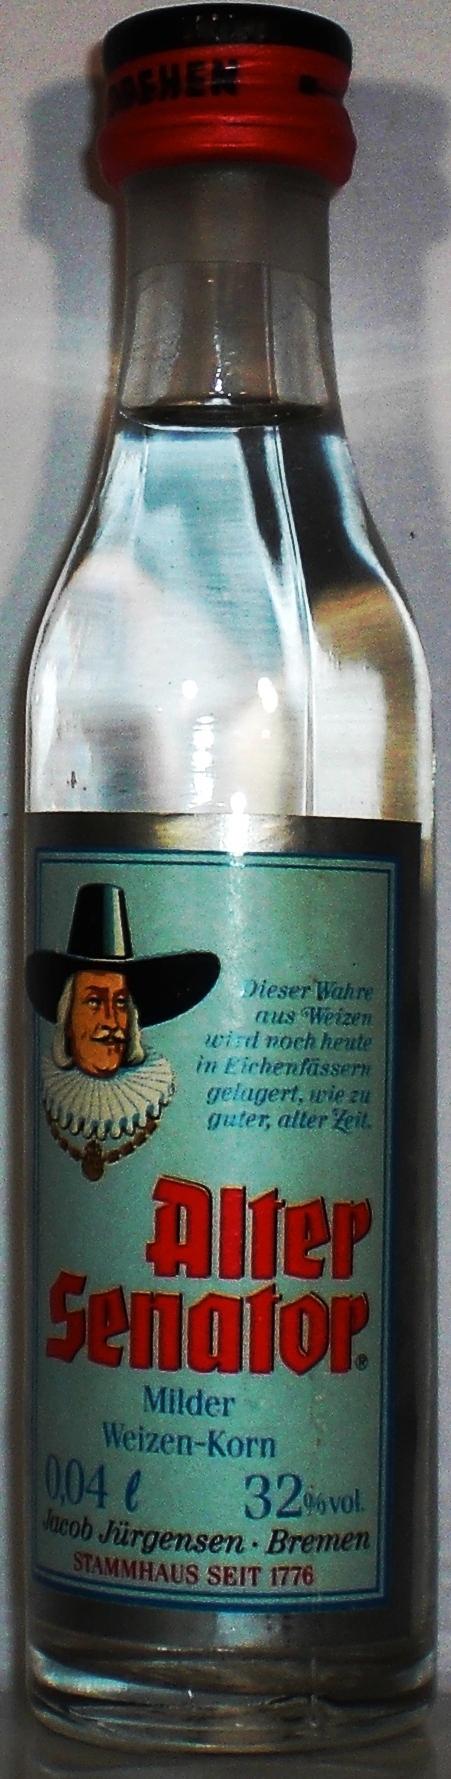 Dieser Wahre
aus Weizen
wird noch heute
in Eichenfässern
gelagert, wie zu
guter, alter Zeit.
Alter
Senator®
Milder
Weizen-Korn
0,04 ℓ 32%vol.
Jacob Jürgensen · Bremen
STAMMHAUS SEIT 1776